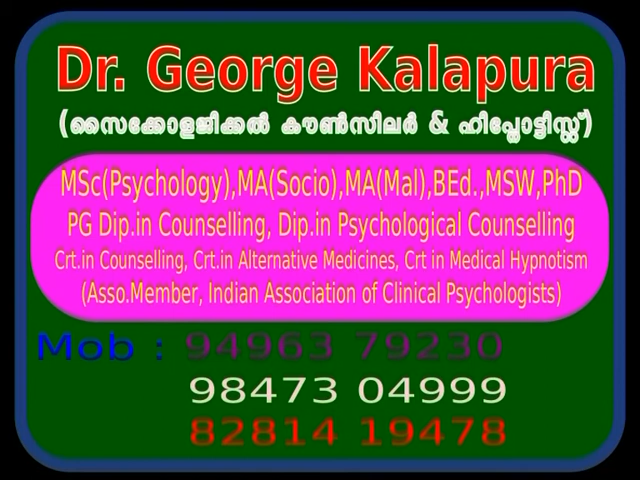 Dr. George Kalapura
(സൈക്കോളജിക്കൽ കൗൺസിലർ & ഹിപ്നോട്ടിസ്റ്റ്)
MSc(Psychology),MA(Socio),MA(Mal),BEd.,MSW,PhD
PG Dip.in Counselling, Dip.in Psychological Counselling
Crt.in Counselling, Crt.in Alternative Medicines, Crt in Medical Hypnotism
(Asso.Member, Indian Association of Clinical Psychologists)
Mob : 94963 79230
98473 04999
82814 19478